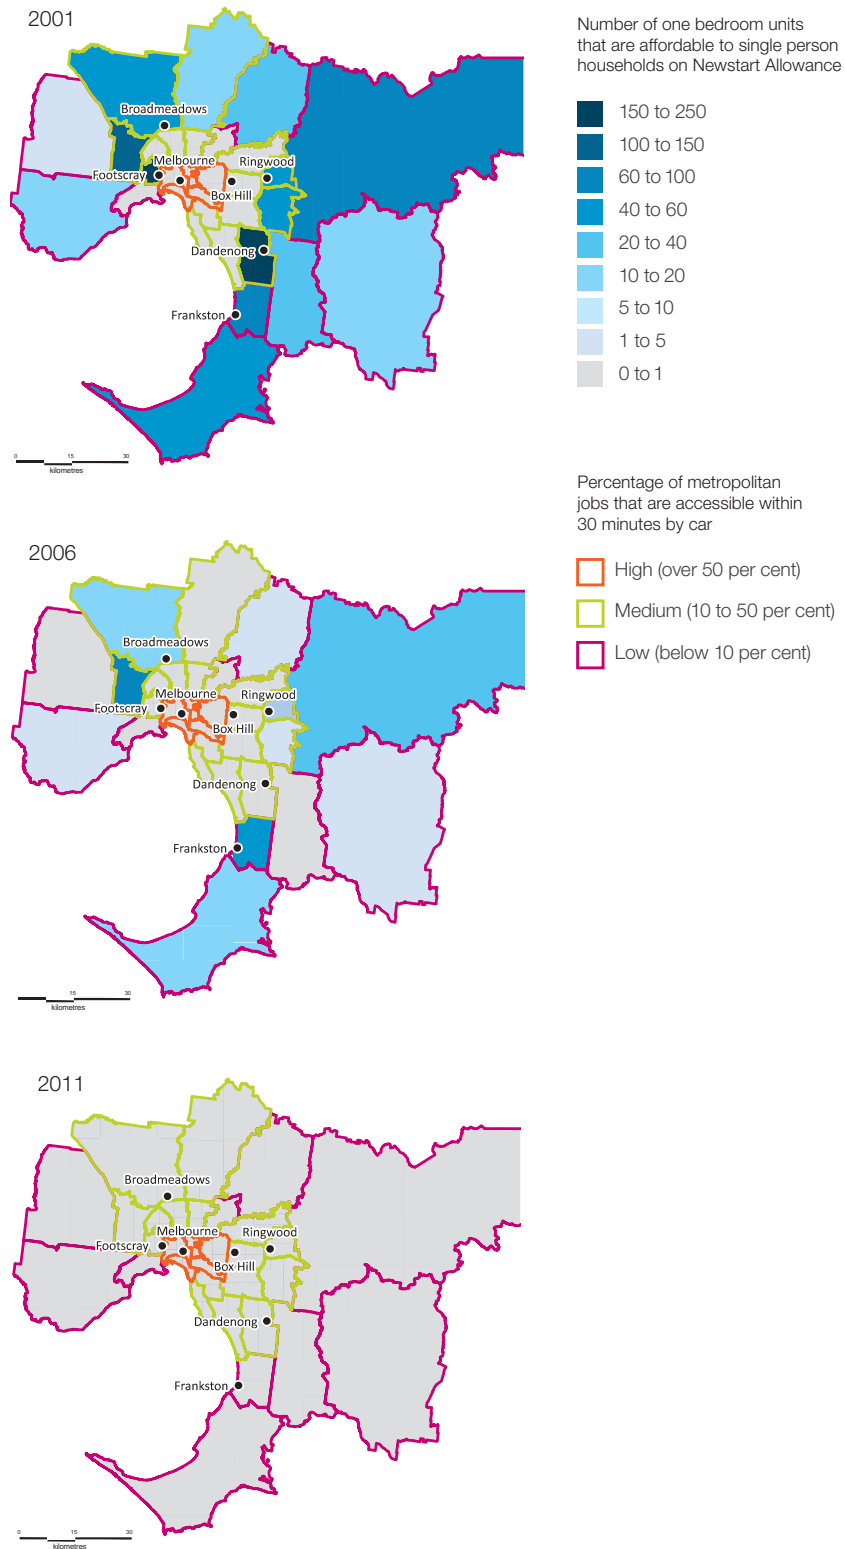 2001
Broadmeadows
Melbourne
Footscray
Ringwood
Box Hill
Dandenong
Frankston
0 15 30
kilometres
Number of one bedroom units
that are affordable to single person
households on Newstart Allowance
150 to 250
100 to 150
60 to 100
40 to 60
20 to 40
10 to 20
5 to 10
1 to 5
0 to 1
Percentage of metropolitan
jobs that are accessible within
30 minutes by car
High (over 50 per cent)
Medium (10 to 50 per cent)
Low (below 10 per cent)
2006
Broadmeadows
Melbourne
Footscray
Ringwood
Box Hill
Dandenong
Frankston
15 30
kilometres
2011
Broadmeadows
Melbourne
Footscray
Ringwood
Box Hill
Dandenong
Frankston
0 15 30
kilometres